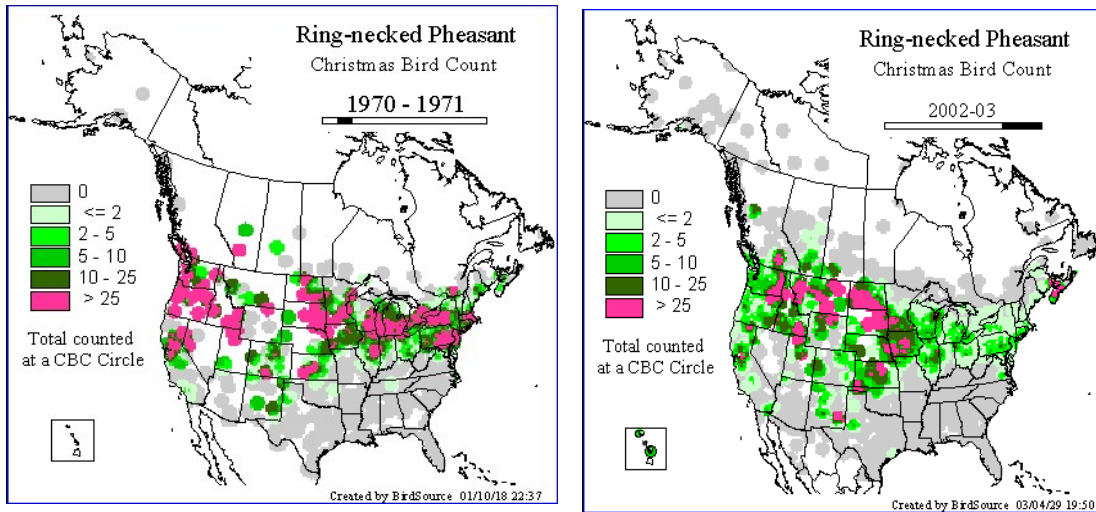 Ring-necked Pheasant
Christmas Bird Count
1970 - 1971
0
<= 2
2 - 5
5 - 10
10 - 25
> 25
Total counted
at a CBC Circle
Created by BirdSource 01/10/18 22:37
Ring-necked Pheasant
Christmas Bird Count
2002-03
0
<= 2
2 - 5
5 - 10
10 - 25
> 25
Total counted
at a CBC Circle
Created by BirdSource 03/04/29 19:50